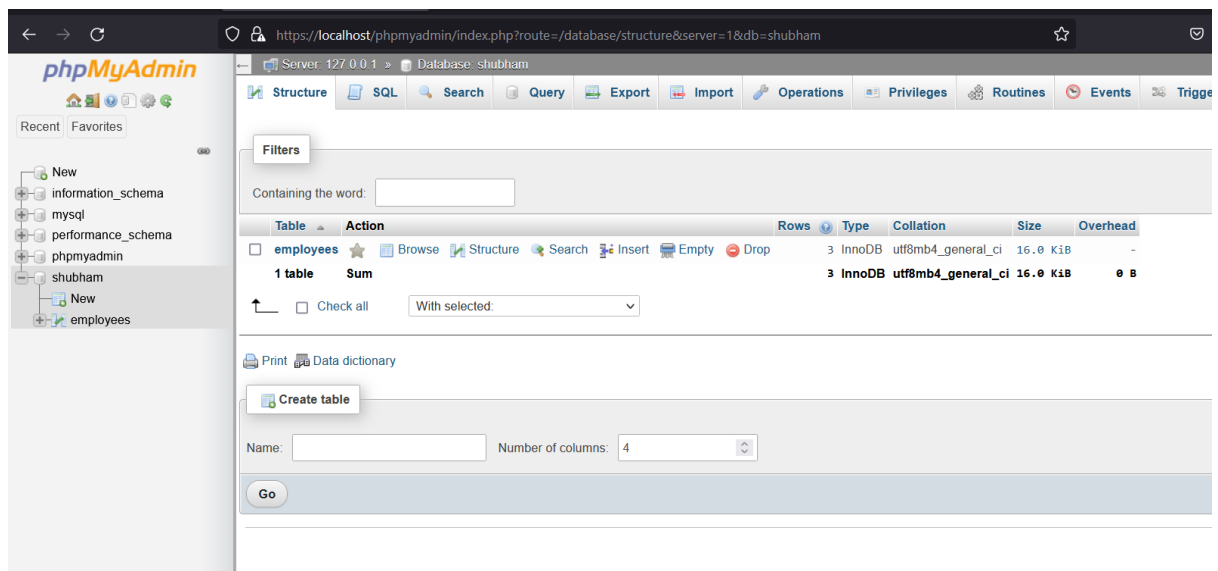 https://localhost/phpmyadmin/index.php?route=/database/structure&server=1&db=shubham
phpMyAdmin
Recent Favorites
New
information_schema
mysql
performance_schema
phpmyadmin
shubham
New
employees
Server: 127.0.0.1 » Database: shubham
Structure SQL Search Query Export Import Operations Privileges Routines Events Trigge
Filters
Containing the word:
Table Action Rows Type Collation Size Overhead
employees Browse Structure Search Insert Empty Drop 3 InnoDB utf8mb4_general_ci 16.0 KiB -
1 table Sum 3 InnoDB utf8mb4_general_ci 16.0 KiB 0 B
Check all With selected:
Print Data dictionary
Create table
Name: Number of columns: 4
Go